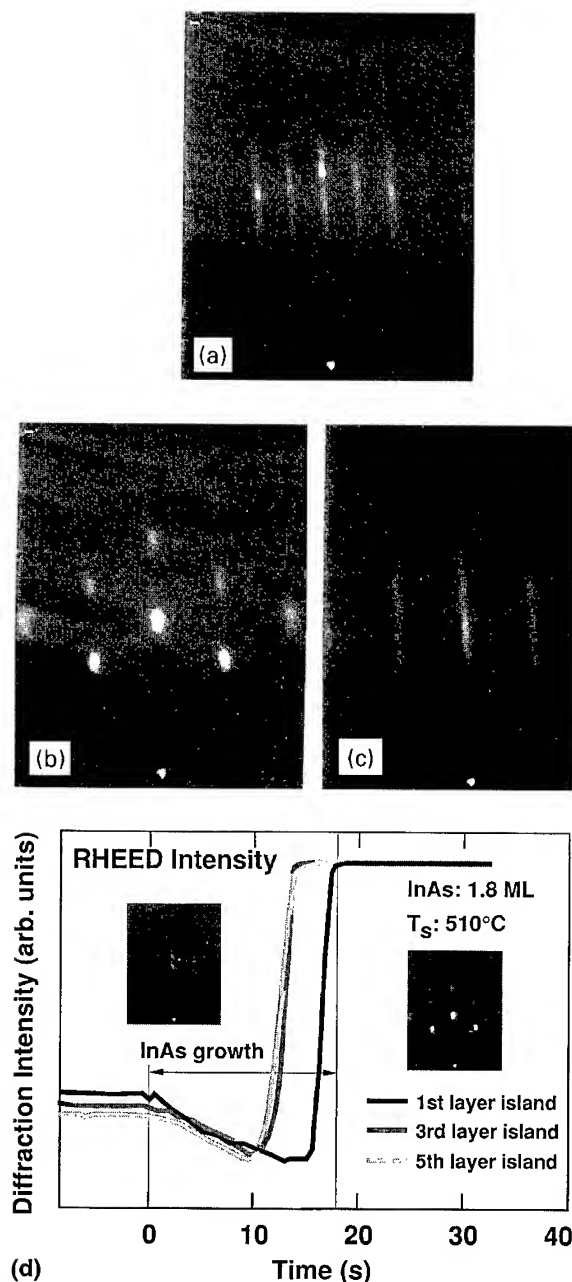 (a)
(b)
(c)
Diffraction Intensity (arb. units)
RHEED Intensity
InAs: 1.8 ML
TS: 510°C
InAs growth
1st layer island
3rd layer island
5th layer island
0
10
20
30
40
(d)
Time (s)